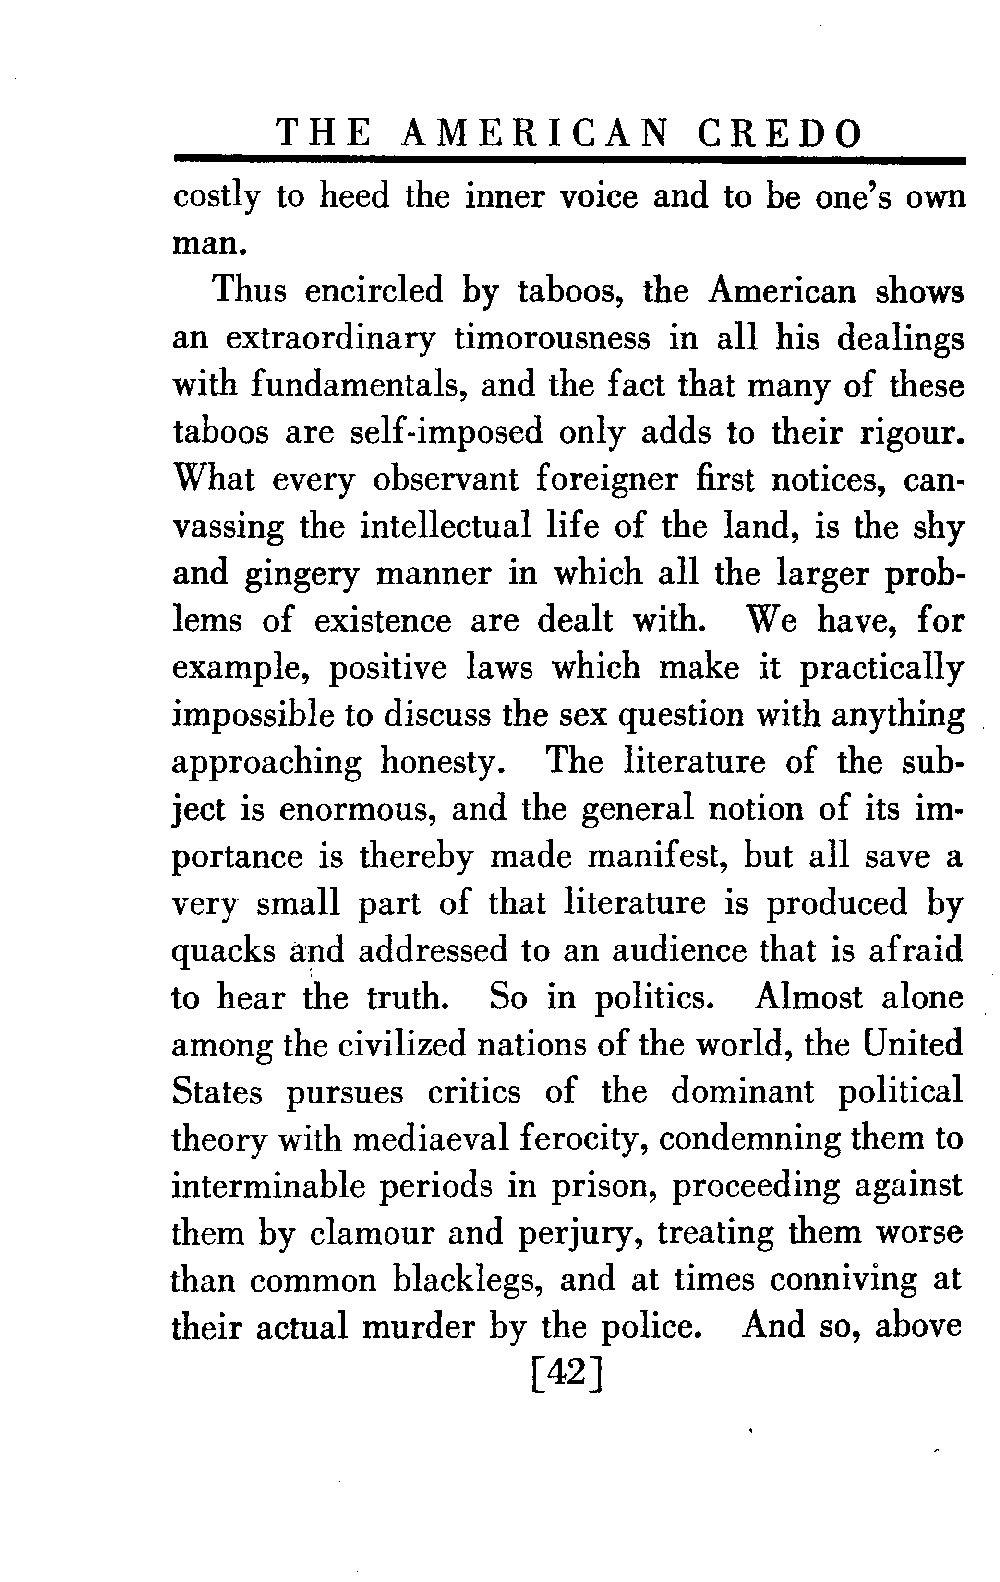 THE AMERICAN CREDO
costly to heed the inner voice and to be one's own
man.
Thus encircled by taboos, the American shows
an extraordinary timorousness in all his dealings
with fundamentals, and the fact that many of these
taboos are self-imposed only adds to their rigour.
What every observant foreigner first notices, can-
vassing the intellectual life of the land, is the shy
and gingery manner in which all the larger prob-
lems of existence are dealt with. We have, for
example, positive laws which make it practically
impossible to discuss the sex question with anything
approaching honesty. The literature of the sub-
ject is enormous, and the general notion of its im-
portance is thereby made manifest, but all save a
very small part of that literature is produced by
quacks and addressed to an audience that is afraid
to hear the truth. So in politics. Almost alone
among the civilized nations of the world, the United
States pursues critics of the dominant political
theory with mediaeval ferocity, condemning them to
interminable periods in prison, proceeding against
them by clamour and perjury, treating them worse
than common blacklegs, and at times conniving at
their actual murder by the police. And so, above
[42]